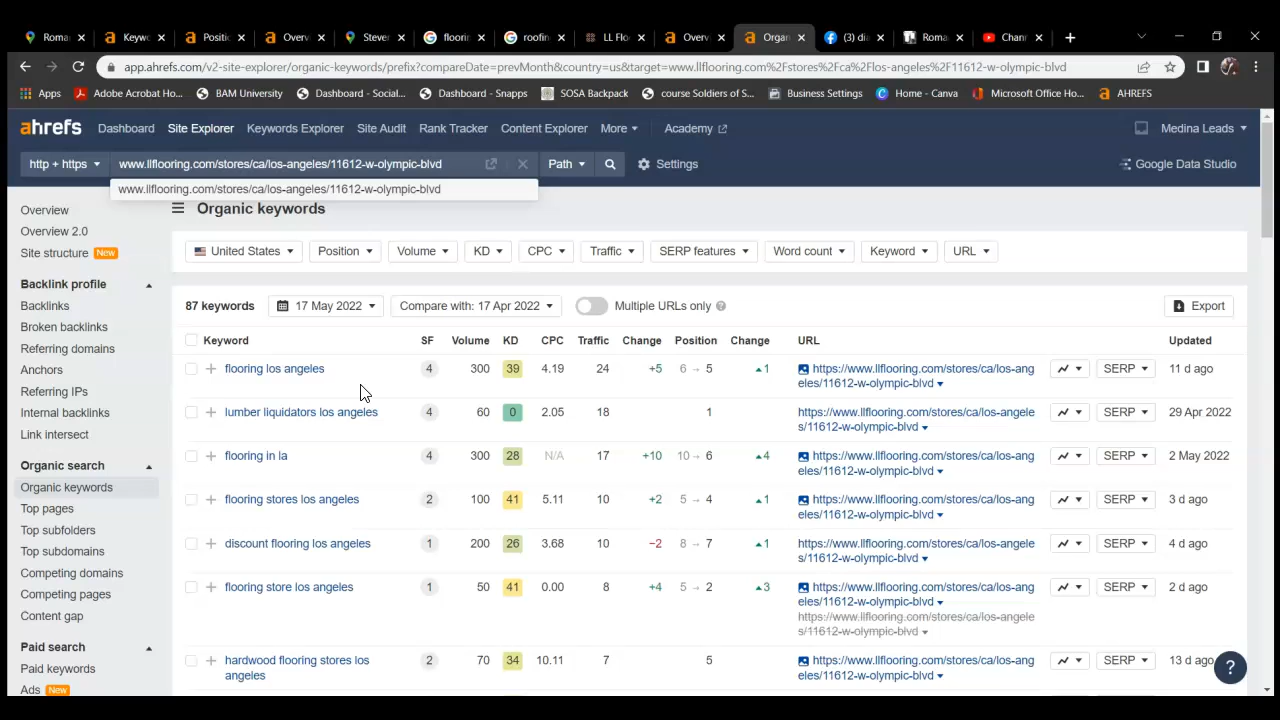 Roma
Keyw
Positi
Overv
Steve
floorin
roofin
LL Flo
Overv
Organ
(3) dia
Roma
Chann
app.ahrefs.com/v2-site-explorer/organic-keywords/prefix?compareDate=prevMonth&country=us&target=www.llflooring.com%2Fstores%2Fca%2Flos-angeles%2F11612-w-olympic-blvd
Apps
Adobe Acrobat Ho...
BAM University
Dashboard - Social...
Dashboard - Snapps
SOSA Backpack
course Soldiers of S...
Business Settings
Home - Canva
Microsoft Office Ho...
AHREFS
ahrefs Dashboard Site Explorer Keywords Explorer Site Audit Rank Tracker Content Explorer More Academy Medina Leads
http + https www.llflooring.com/stores/ca/los-angeles/11612-w-olympic-blvd Path Settings Google Data Studio
www.llflooring.com/stores/ca/los-angeles/11612-w-olympic-blvd
Overview
Overview 2.0
Site structure New
Backlink profile
Backlinks
Broken backlinks
Referring domains
Anchors
Referring IPs
Internal backlinks
Link intersect
Organic search
Organic keywords
Top pages
Top subfolders
Top subdomains
Competing domains
Competing pages
Content gap
Paid search
Paid keywords
Ads New
Organic keywords
United States Position Volume KD CPC Traffic SERP features Word count Keyword URL
87 keywords 17 May 2022 Compare with: 17 Apr 2022 Multiple URLs only ? Export
Keyword SF Volume KD CPC Traffic Change Position Change URL Updated
flooring los angeles 4 300 39 4.19 24 +5 6 → 5 1 https://www.llflooring.com/stores/ca/los-ang SERP 11 d ago
eles/11612-w-olympic-blvd
lumber liquidators los angeles 4 60 0 2.05 18 1 https://www.llflooring.com/stores/ca/los-angele SERP 29 Apr 2022
s/11612-w-olympic-blvd
flooring in la 4 300 28 N/A 17 +10 10 → 6 4 https://www.llflooring.com/stores/ca/los-ang SERP 2 May 2022
eles/11612-w-olympic-blvd
flooring stores los angeles 2 100 41 5.11 10 +2 5 → 4 1 https://www.llflooring.com/stores/ca/los-ang SERP 3 d ago
eles/11612-w-olympic-blvd
discount flooring los angeles 1 200 26 3.68 10 −2 8 → 7 1 https://www.llflooring.com/stores/ca/los-angele SERP 4 d ago
s/11612-w-olympic-blvd
flooring store los angeles 1 50 41 0.00 8 +4 5 → 2 3 https://www.llflooring.com/stores/ca/los-ang SERP 2 d ago
eles/11612-w-olympic-blvd
https://www.llflooring.com/stores/ca/los-angele
s/11612-w-olympic-blvd
hardwood flooring stores los 2 70 34 10.11 7 5 https://www.llflooring.com/stores/ca/los-ang SERP 13 d ago
angeles eles/11612-w-olympic-blvd
?